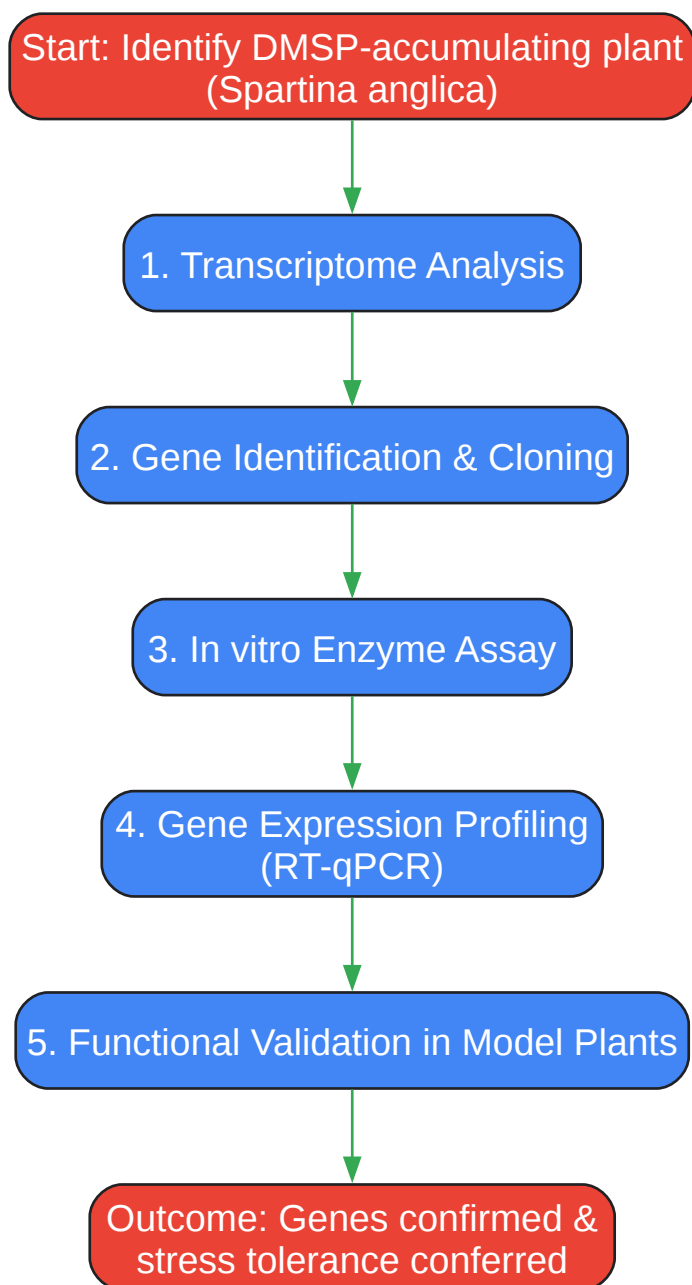 Start: Identify DMSP-accumulating plant
(Spartina anglica)
1. Transcriptome Analysis
2. Gene Identification & Cloning
3. In vitro Enzyme Assay
4. Gene Expression Profiling
(RT-qPCR)
5. Functional Validation in Model Plants
Outcome: Genes confirmed &
stress tolerance conferred